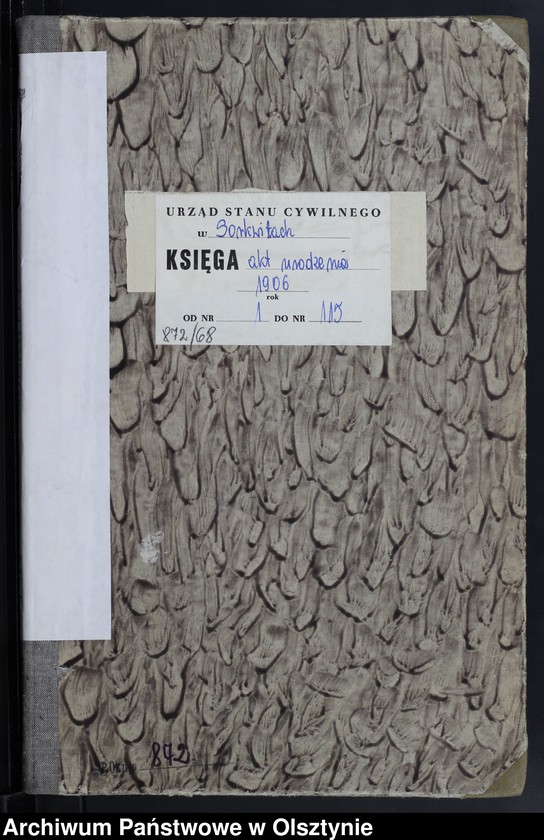 URZĄD STANU CYWILNEGO
w Sorkwitach
KSIĘGA akt urodzenia
1906
rok
OD NR 1 DO NR 115
872/68
872
Archiwum Państwowe w Olsztynie